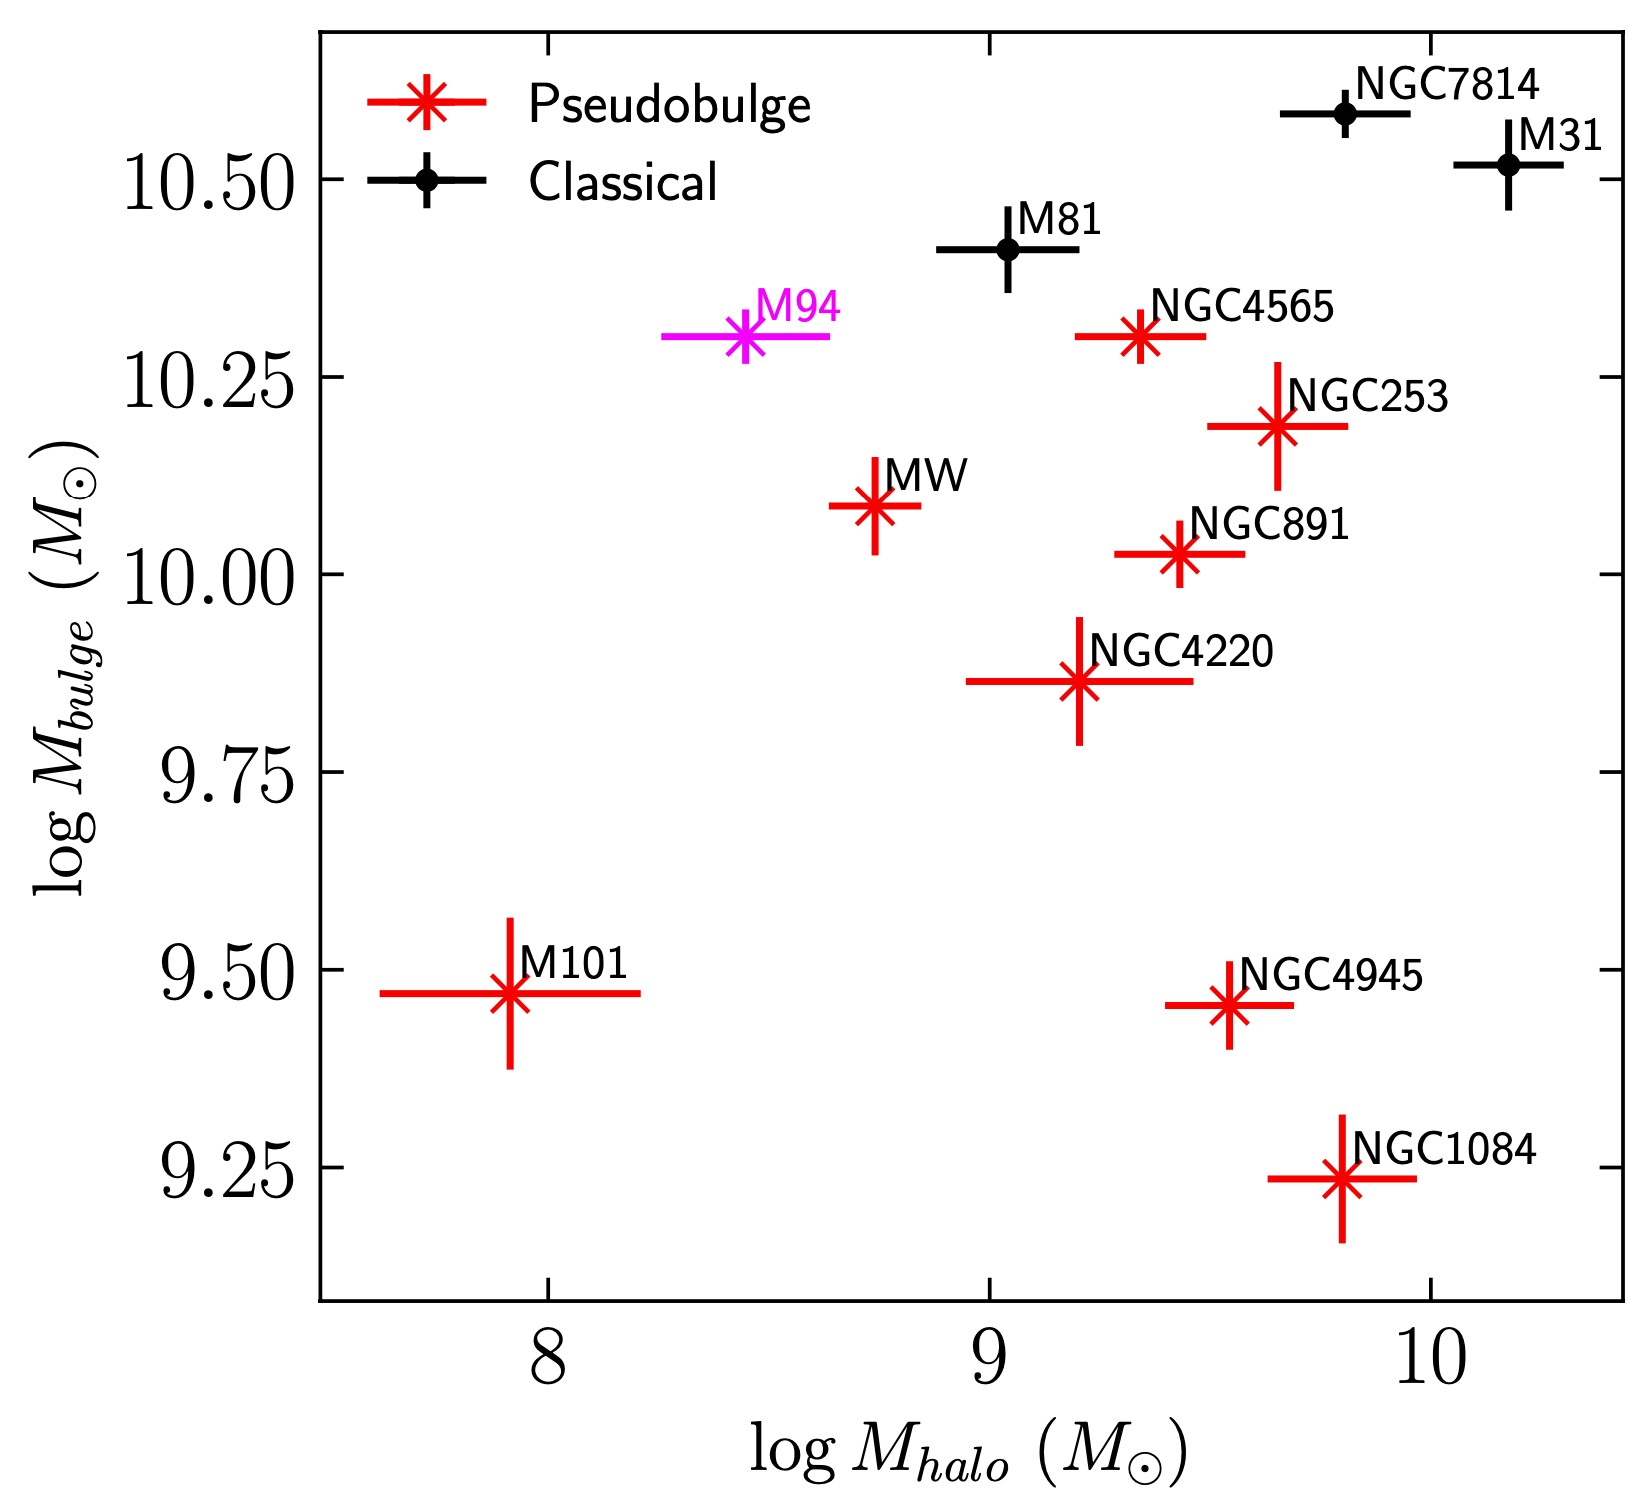 Pseudobulge
Classical
NGC7814
M31
M81
M94
NGC4565
NGC253
MW
NGC891
NGC4220
M101
NGC4945
NGC1084
10.50
10.25
10.00
9.75
9.50
9.25
log M_bulge (M_⊙)
8 9 10
log M_halo (M_⊙)